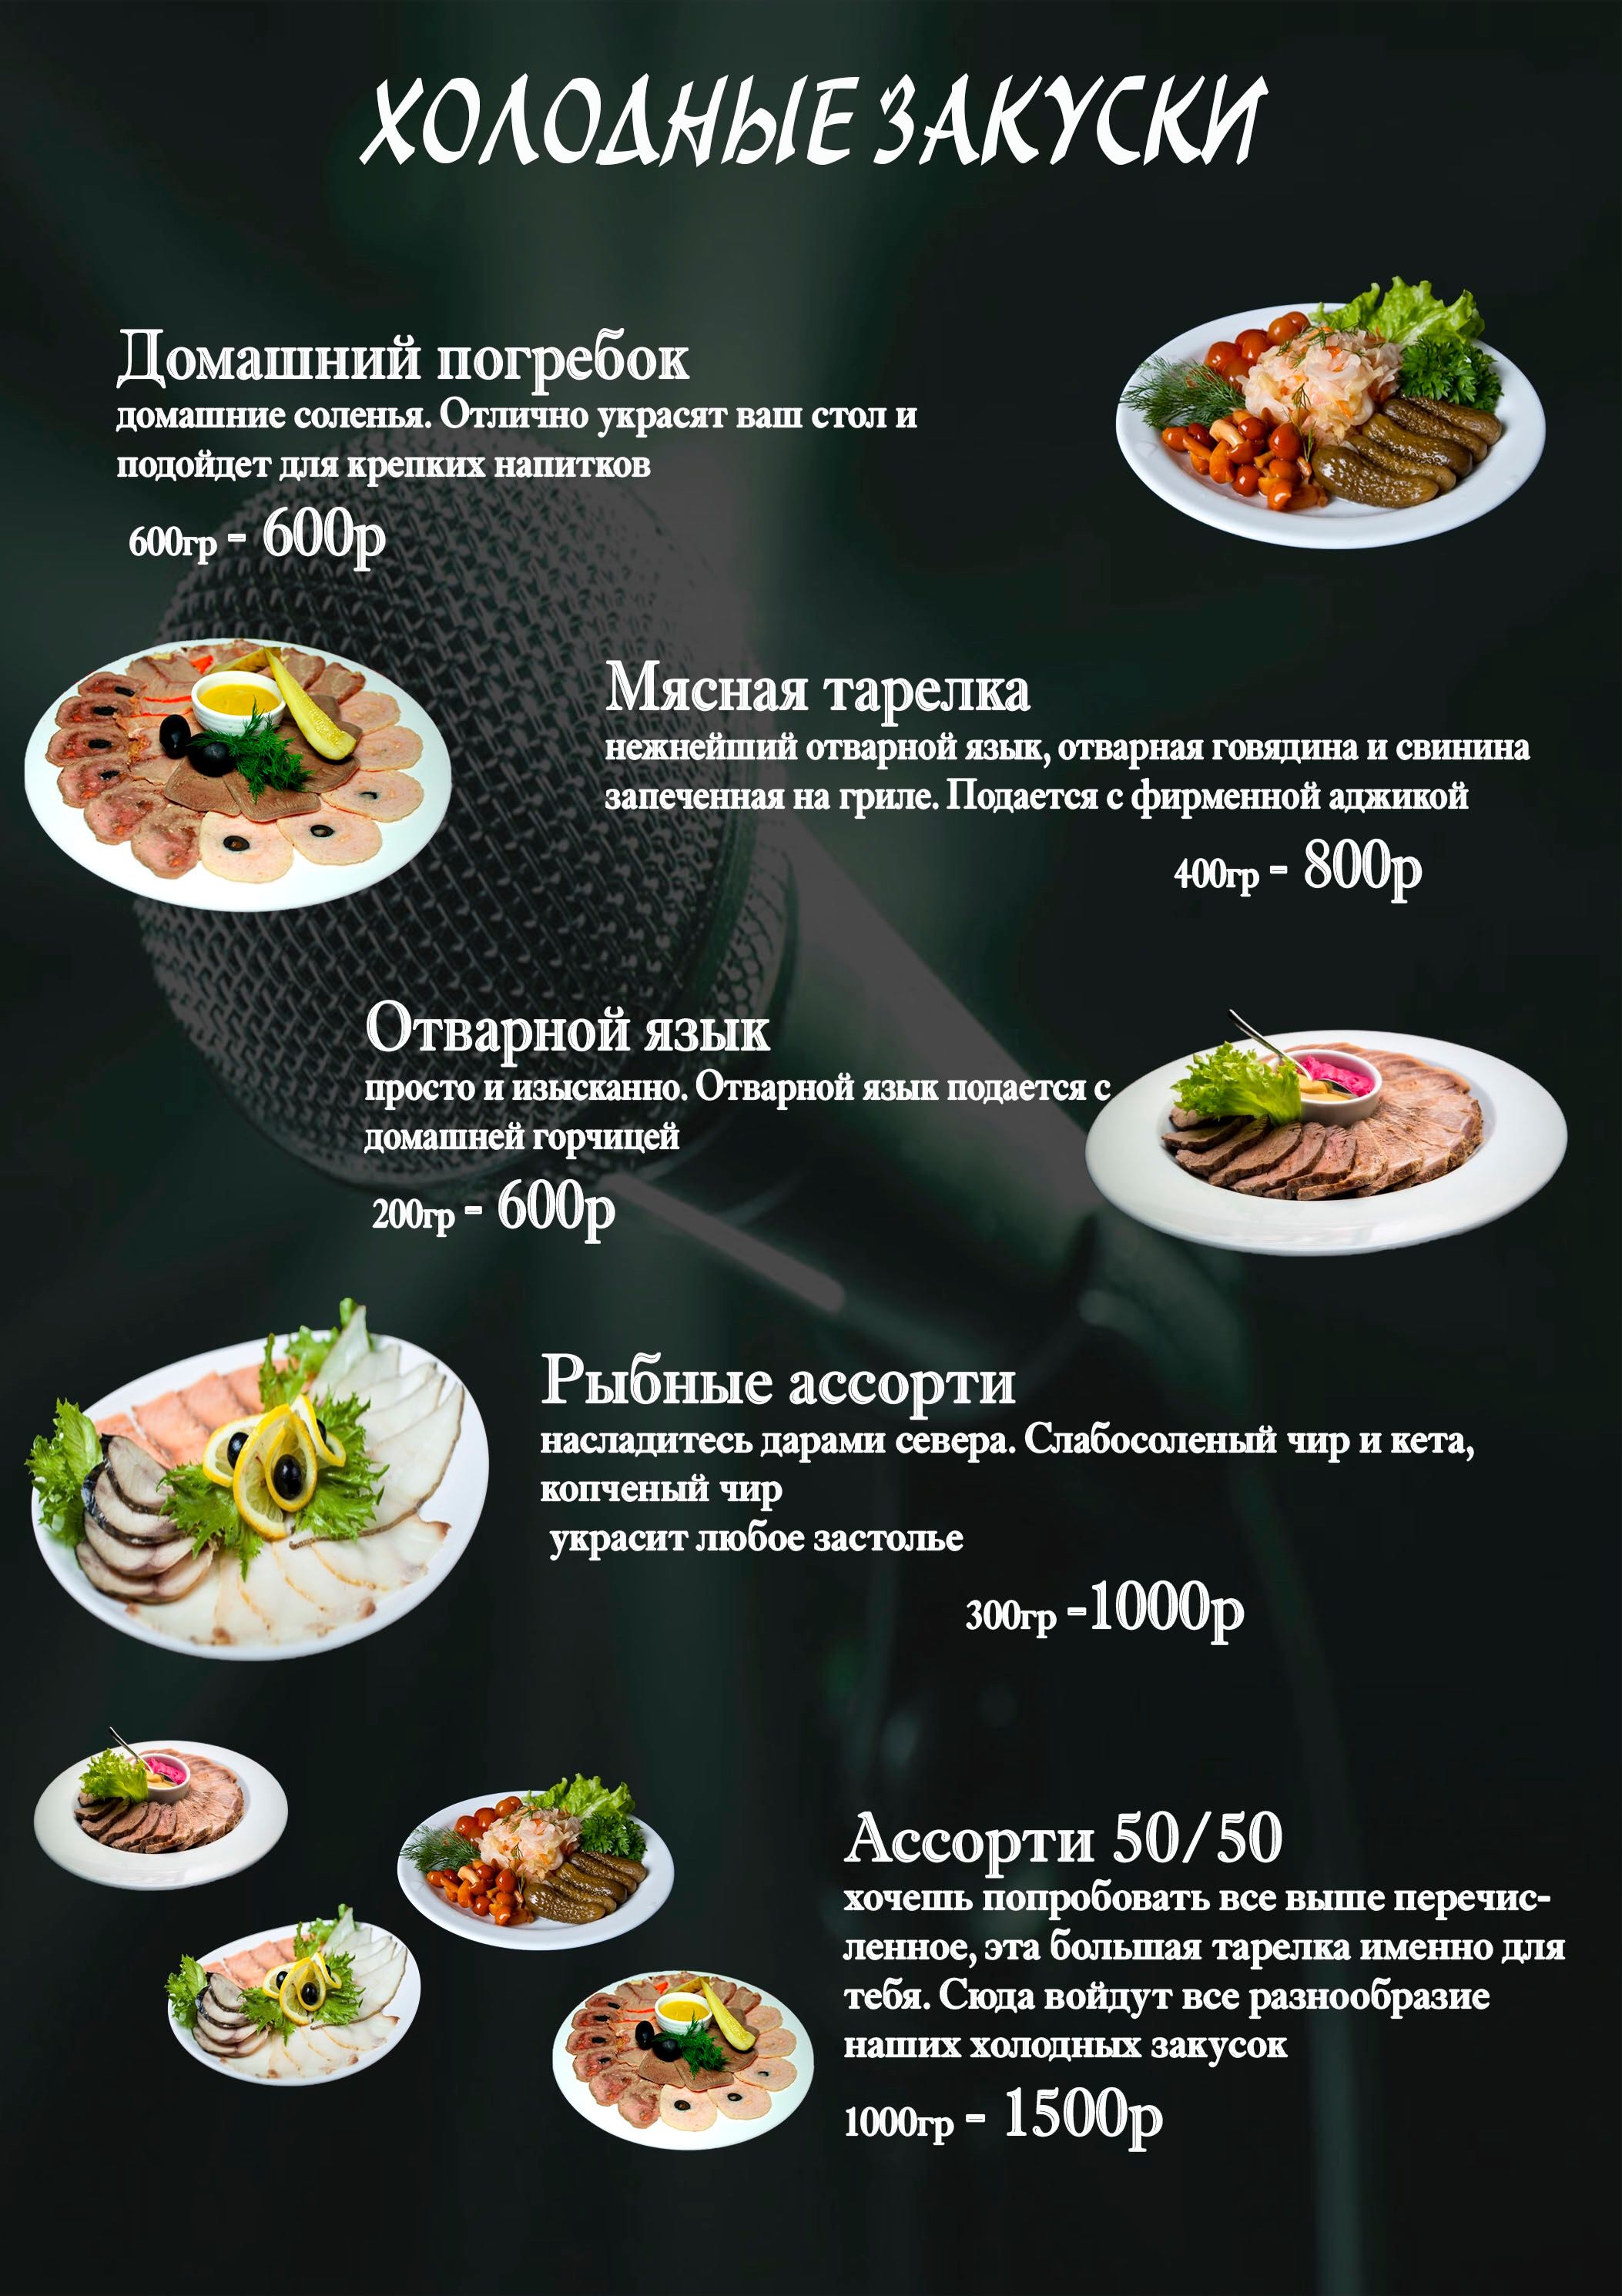 ХОЛОДНЫЕ ЗАКУСКИ
Домашний погребок
домашние соленья. Отлично украсят ваш стол и
подойдет для крепких напитков
600гр - 600р
Мясная тарелка
нежнейший отварной язык, отварная говядина и свинина
запеченная на гриле. Подается с фирменной аджикой
400гр - 800р
Отварной язык
просто и изысканно. Отварной язык подается с
домашней горчицей
200гр - 600р
Рыбные ассорти
насладитесь дарами севера. Слабосоленый чир и кета,
копченый чир
украсит любое застолье
300гр -1000р
Ассорти 50/50
хочешь попробовать все выше перечис-
ленное, эта большая тарелка именно для
тебя. Сюда войдут все разнообразие
наших холодных закусок
1000гр - 1500р